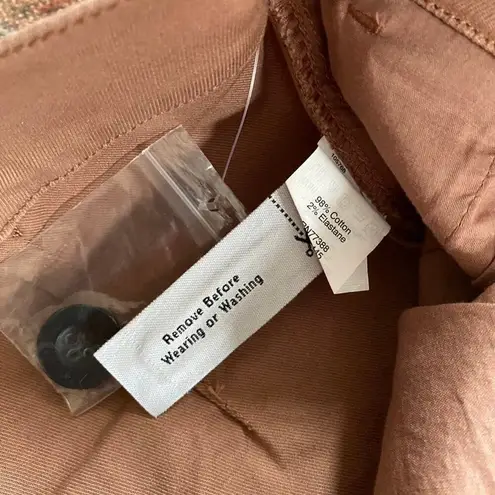 98% Cotton
2% Elastane
Remove Before
Wearing or Washing